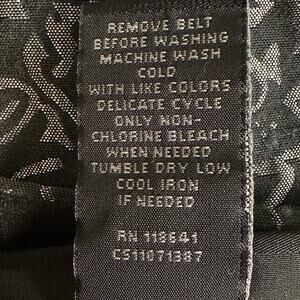 REMOVE BELT
BEFORE WASHING
MACHINE WASH
COLD
WITH LIKE COLORS
DELICATE CYCLE
ONLY NON-
CHLORINE BLEACH
WHEN NEEDED
TUMBLE DRY LOW
COOL IRON
IF NEEDED
RN 118641
CS11071387